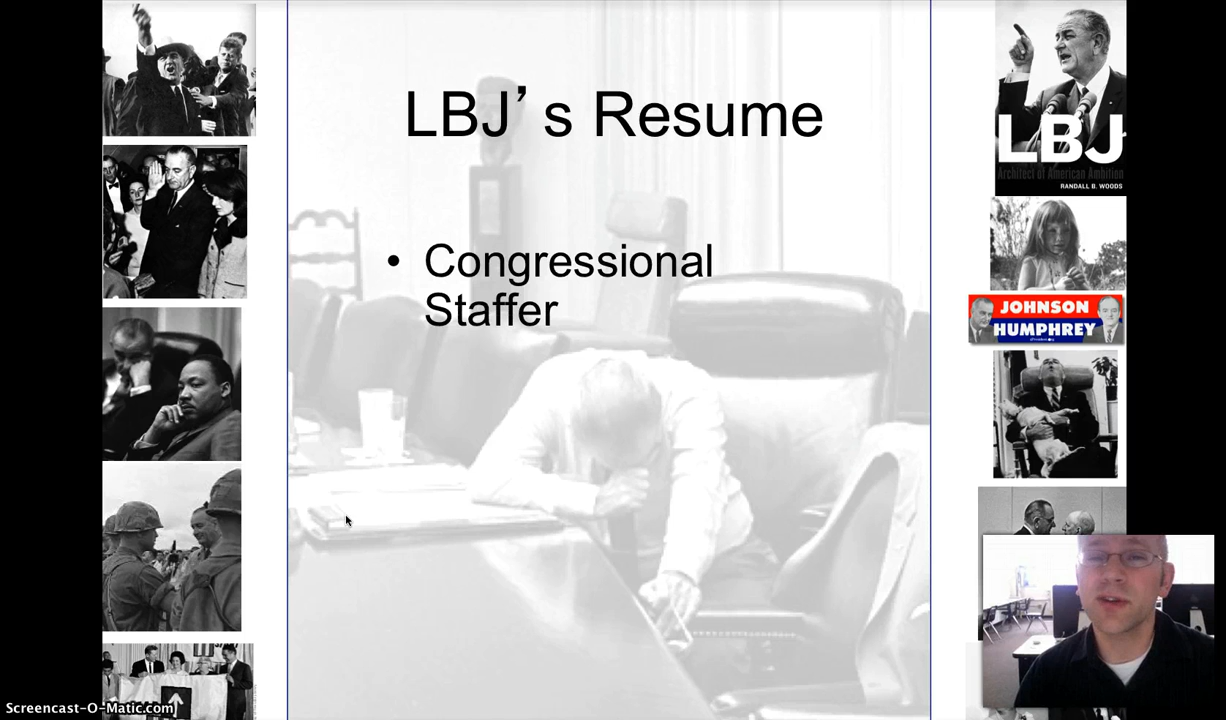 LBJ’s Resume
• Congressional
Staffer
LBJ
Architect of American Ambition
RANDALL B. WOODS
JOHNSON
HUMPHREY
Screencast-O-Matic.com